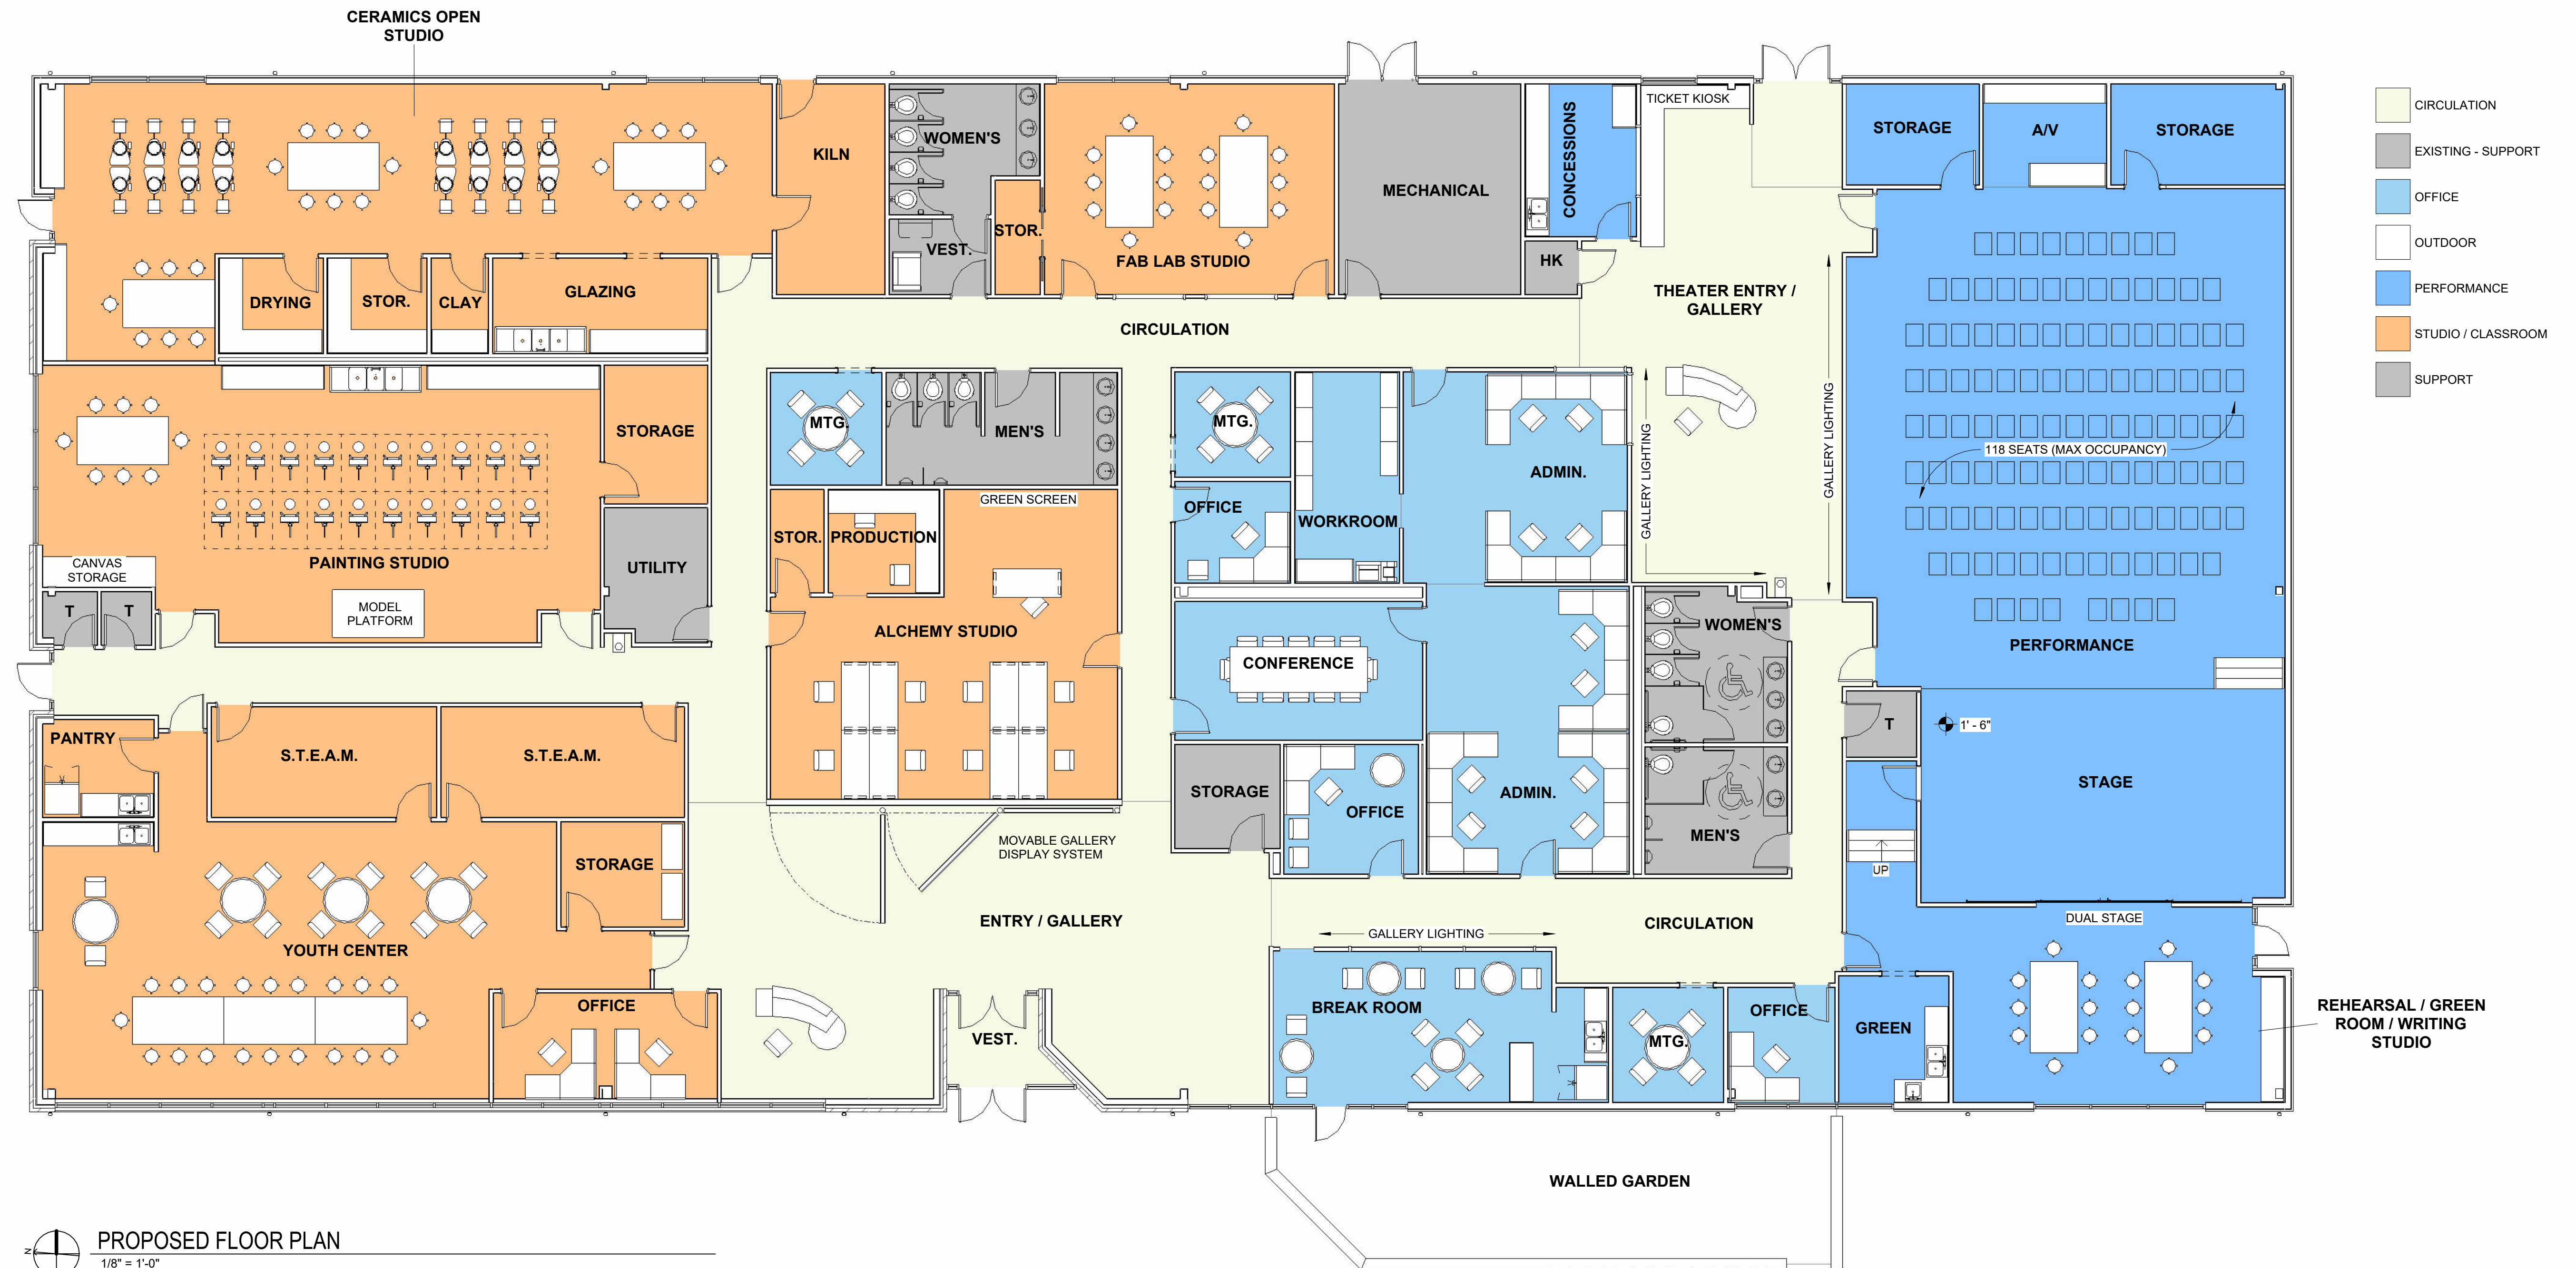 CERAMICS OPEN
STUDIO
TICKET KIOSK
CIRCULATION
EXISTING - SUPPORT
OFFICE
OUTDOOR
PERFORMANCE
STUDIO / CLASSROOM
SUPPORT
KILN
WOMEN'S
VEST.
STOR.
FAB LAB STUDIO
MECHANICAL
CONCESSIONS
HK
STORAGE
A/V
STORAGE
DRYING
STOR.
CLAY
GLAZING
CIRCULATION
THEATER ENTRY /
GALLERY
GALLERY LIGHTING
GALLERY LIGHTING
118 SEATS (MAX OCCUPANCY)
PERFORMANCE
STORAGE
MTG.
MEN'S
MTG.
OFFICE
WORKROOM
ADMIN.
GREEN SCREEN
STOR.
PRODUCTION
CANVAS
STORAGE
PAINTING STUDIO
UTILITY
T
T
MODEL
PLATFORM
ALCHEMY STUDIO
CONFERENCE
WOMEN'S
T
1' - 6"
STAGE
PANTRY
S.T.E.A.M.
S.T.E.A.M.
STORAGE
OFFICE
ADMIN.
MEN'S
UP
MOVABLE GALLERY
DISPLAY SYSTEM
STORAGE
YOUTH CENTER
ENTRY / GALLERY
GALLERY LIGHTING
CIRCULATION
DUAL STAGE
OFFICE
VEST.
BREAK ROOM
MTG.
OFFICE
GREEN
REHEARSAL / GREEN
ROOM / WRITING
STUDIO
WALLED GARDEN
N
PROPOSED FLOOR PLAN
1/8" = 1'-0"